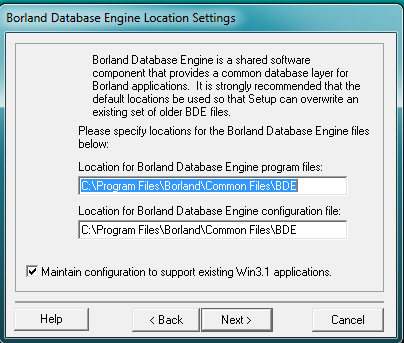 Borland Database Engine Location Settings
Borland Database Engine is a shared software
component that provides a common database layer for
Borland applications.  It is strongly recommended that the
default locations be used so that Setup can overwrite an
existing set of older BDE files.
Please specify locations for the Borland Database Engine files
below:
Location for Borland Database Engine program files:
C:\Program Files\Borland\Common Files\BDE
Location for Borland Database Engine configuration file:
C:\Program Files\Borland\Common Files\BDE
Maintain configuration to support existing Win3.1 applications.
Help
< Back
Next >
Cancel